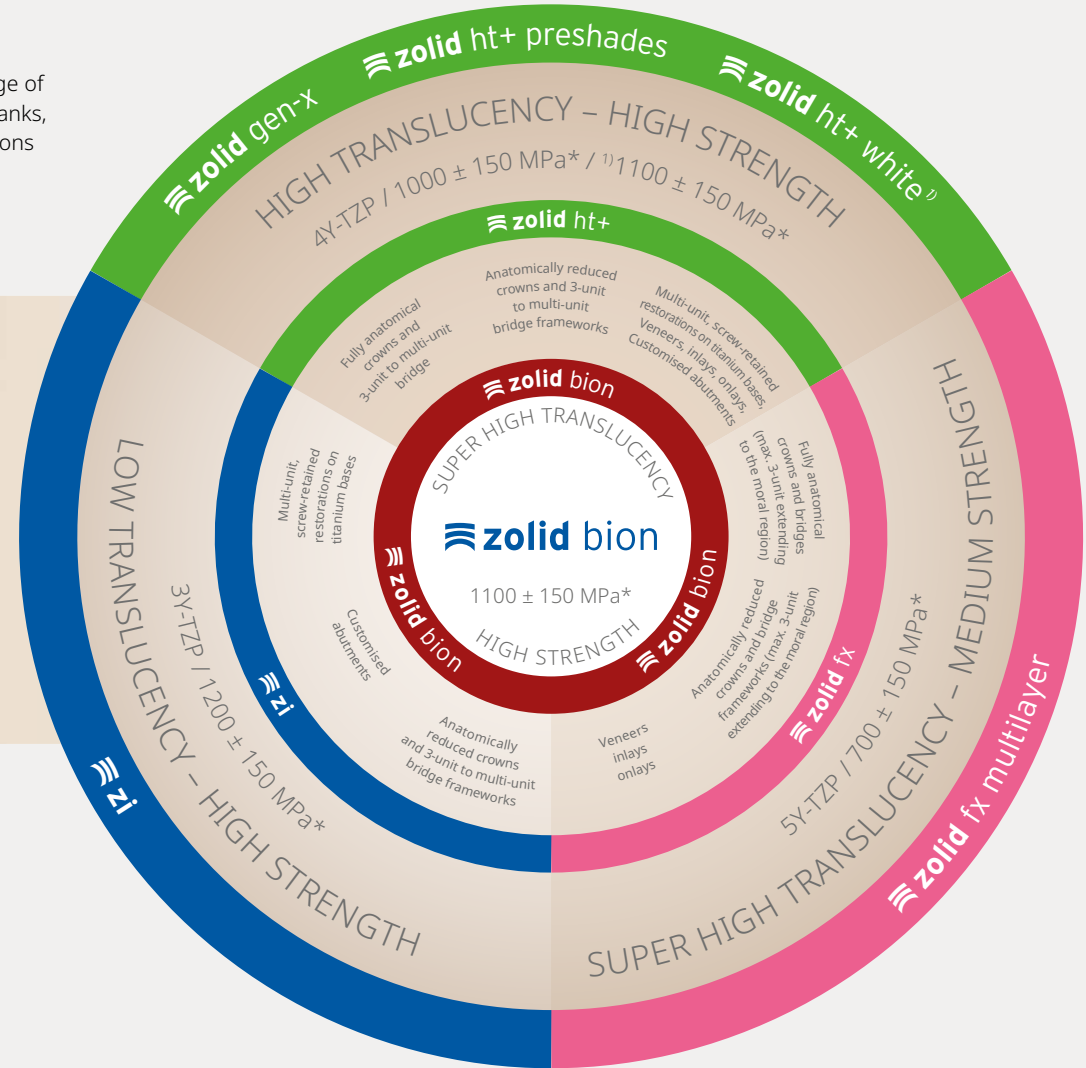 ge of
anks,
ons
zolid gen-x
zolid ht+ preshades
zolid ht+ white 1)
HIGH TRANSLUCENCY – HIGH STRENGTH
4Y-TZP / 1000 ± 150 MPa* / 1)1100 ± 150 MPa*
zolid ht+
Fully anatomical
crowns and
3-unit to multi-unit
bridge
Anatomically reduced
crowns and 3-unit
to multi-unit
bridge frameworks
Multi-unit, screw-retained
restorations on titanium bases,
Veneers, inlays, onlays,
Customised abutments
zolid bion
SUPER HIGH TRANSLUCENCY
zolid bion
1100 ± 150 MPa*
HIGH STRENGTH
zolid bion
zolid bion
Fully anatomical
crowns and bridges
(max. 3-unit extending
to the moral region)
Anatomically reduced
crowns and bridge
frameworks (max. 3-unit
extending to the moral region)
Veneers
inlays
onlays
zolid fx
5Y-TZP / 700 ± 150 MPa*
SUPER HIGH TRANSLUCENCY – MEDIUM STRENGTH
zolid fx multilayer
Multi-unit,
screw-retained
restorations on
titanium bases
Customised
abutments
Anatomically
reduced crowns
and 3-unit to multi-unit
bridge frameworks
zi
3Y-TZP / 1200 ± 150 MPa*
LOW TRANSLUCENCY – HIGH STRENGTH
zi